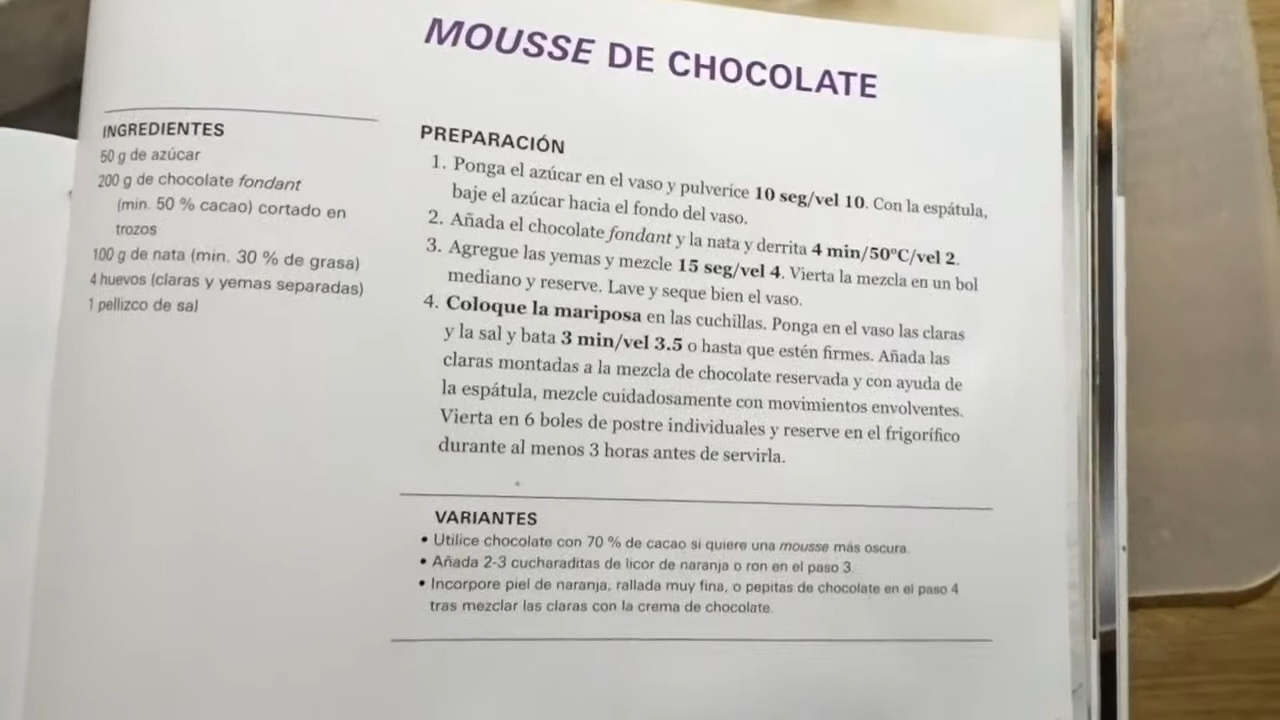 MOUSSE DE CHOCOLATE
INGREDIENTES
50 g de azúcar
200 g de chocolate fondant
(min. 50 % cacao) cortado en
trozos
100 g de nata (min. 30 % de grasa)
4 huevos (claras y yemas separadas)
1 pellizco de sal
PREPARACIÓN
1. Ponga el azúcar en el vaso y pulverice 10 seg/vel 10. Con la espátula,
baje el azúcar hacia el fondo del vaso.
2. Añada el chocolate fondant y la nata y derrita 4 min/50°C/vel 2.
3. Agregue las yemas y mezcle 15 seg/vel 4. Vierta la mezcla en un bol
mediano y reserve. Lave y seque bien el vaso.
4. Coloque la mariposa en las cuchillas. Ponga en el vaso las claras
y la sal y bata 3 min/vel 3.5 o hasta que estén firmes. Añada las
claras montadas a la mezcla de chocolate reservada y con ayuda de
la espátula, mezcle cuidadosamente con movimientos envolventes.
Vierta en 6 boles de postre individuales y reserve en el frigorífico
durante al menos 3 horas antes de servirla.
VARIANTES
• Utilice chocolate con 70 % de cacao si quiere una mousse más oscura.
• Añada 2-3 cucharaditas de licor de naranja o ron en el paso 3.
• Incorpore piel de naranja, rallada muy fina, o pepitas de chocolate en el paso 4
tras mezclar las claras con la crema de chocolate.